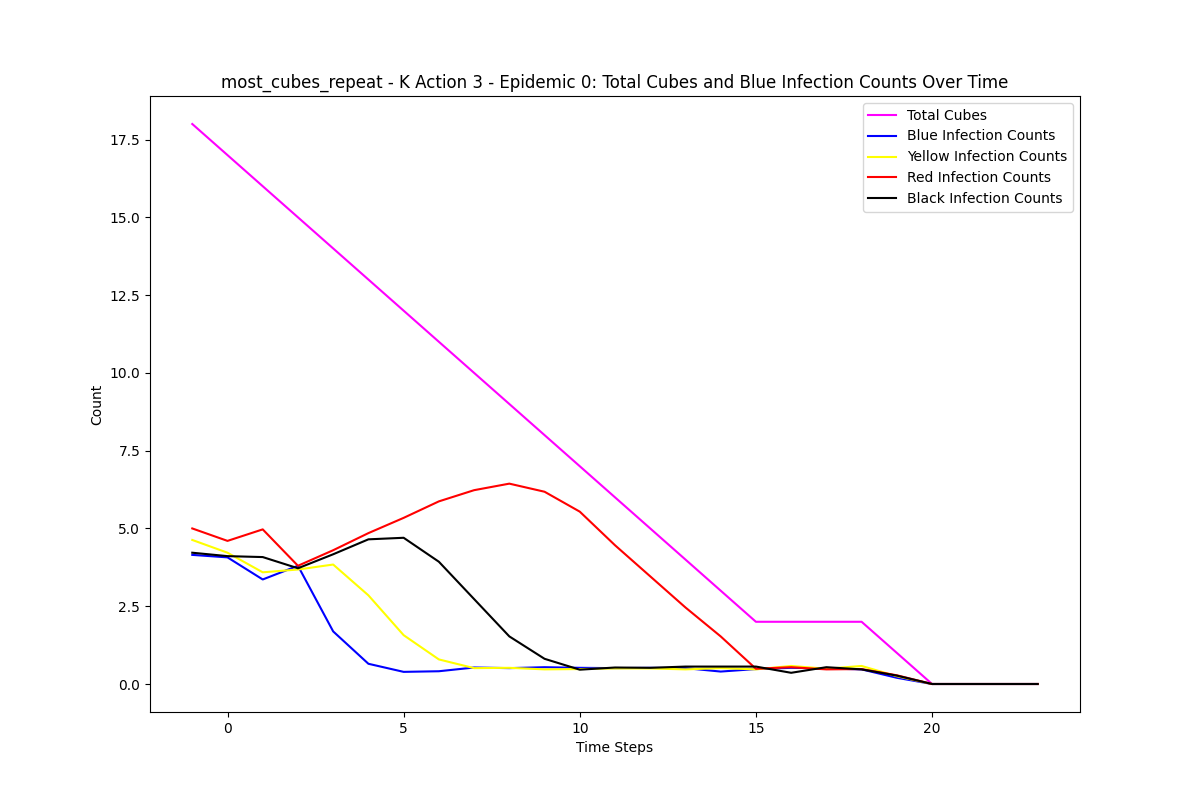 most_cubes_repeat - K Action 3 - Epidemic 0: Total Cubes and Blue Infection Counts Over Time
Total Cubes
Blue Infection Counts
Yellow Infection Counts
Red Infection Counts
Black Infection Counts
17.5
15.0
12.5
10.0
7.5
5.0
2.5
0.0
Count
0
5
10
15
20
Time Steps